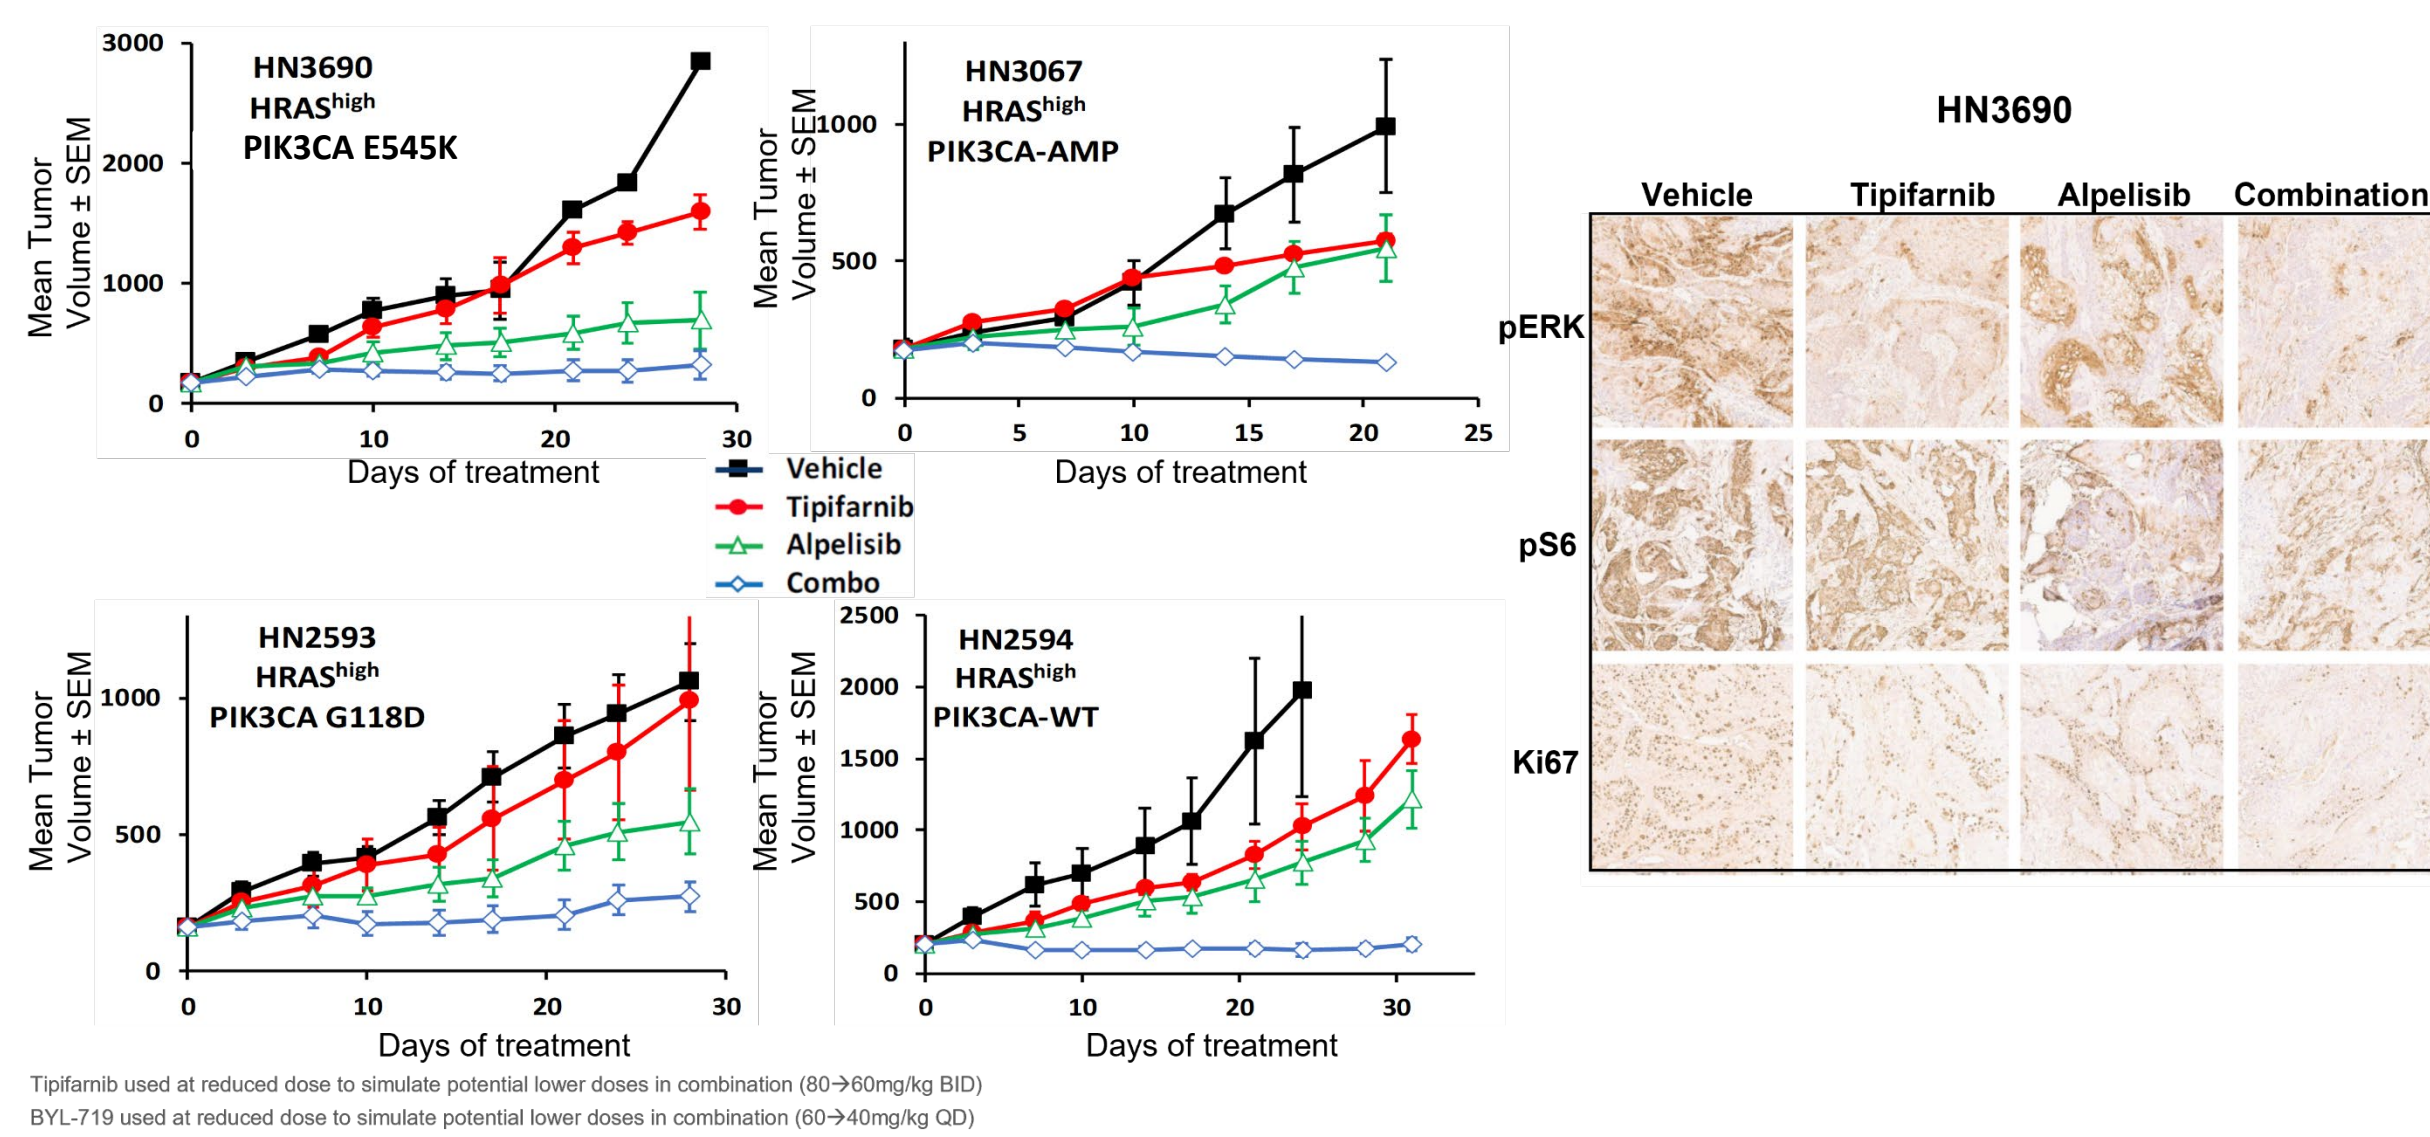 3000
2000
1000
0
0
10
20
30
Mean Tumor
Volume ± SEM
HN3690
HRAShigh
PIK3CA E545K
Days of treatment
1000
500
0
0
5
10
15
20
25
Mean Tumor
Volume ± SEM
HN3067
HRAShigh
PIK3CA-AMP
Days of treatment
Vehicle
Tipifarnib
Alpelisib
Combo
1000
500
0
0
10
20
30
Mean Tumor
Volume ± SEM
HN2593
HRAShigh
PIK3CA G118D
Days of treatment
2500
2000
1500
1000
500
0
0
10
20
30
Mean Tumor
Volume ± SEM
HN2594
HRAShigh
PIK3CA-WT
Days of treatment
HN3690
Vehicle Tipifarnib Alpelisib Combination
pERK
pS6
Ki67
Tipifarnib used at reduced dose to simulate potential lower doses in combination (80→60mg/kg BID)
BYL-719 used at reduced dose to simulate potential lower doses in combination (60→40mg/kg QD)